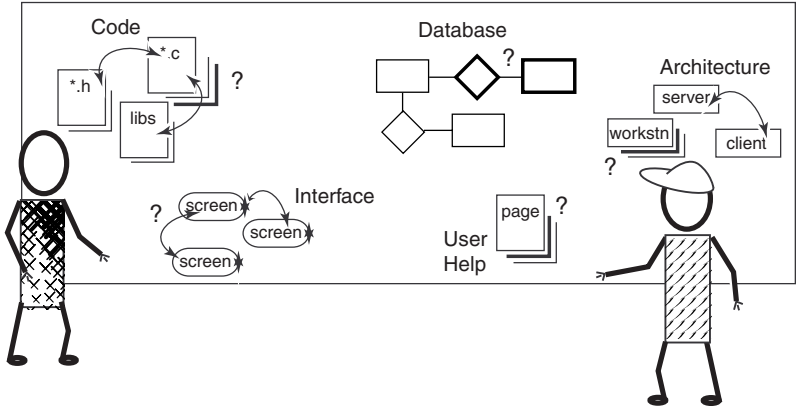 Code
*.c
*.h
?
libs
Database
?
Architecture
server
workstn
client
?
screen
Interface
?
screen
screen
page
?
User
Help